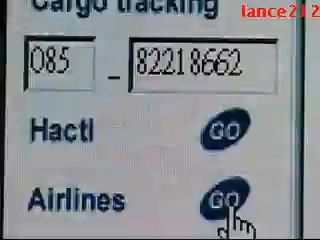 lance212
Cargo tracking
085 - 82218662
Hactl GO
Airlines GO